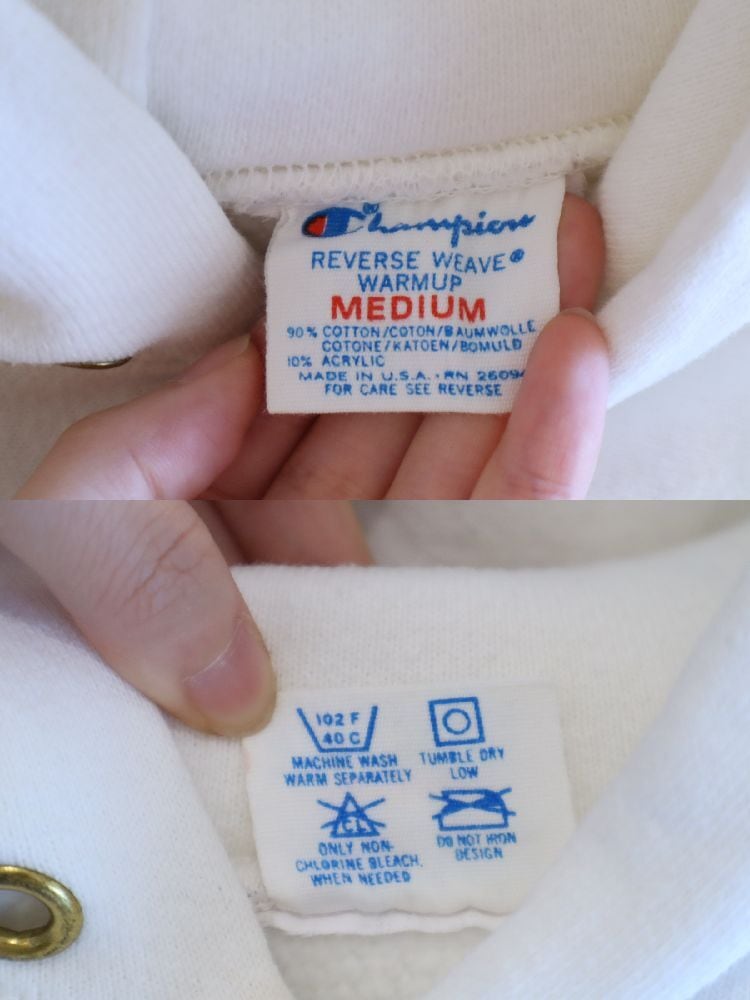 Champion®
REVERSE WEAVE®
WARMUP
MEDIUM
90% COTTON/COTON/BAUMWOLLE
COTONE/KATOEN/BOMULD
10% ACRYLIC
MADE IN U.S.A. · RN 26094
FOR CARE SEE REVERSE
102 F
40 C
MACHINE WASH
WARM SEPARATELY
TUMBLE DRY
LOW
CL
ONLY NON-
CHLORINE BLEACH.
WHEN NEEDED
DO NOT IRON
DESIGN